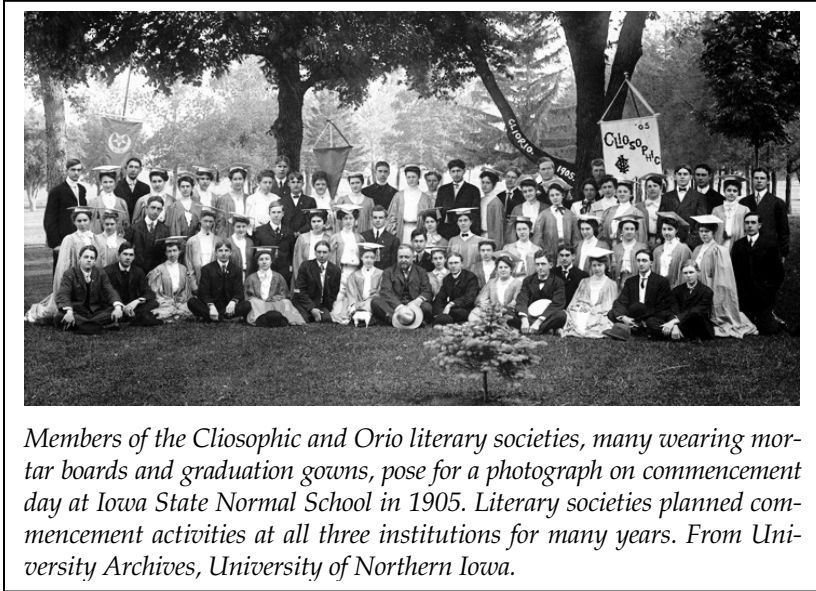 '05
CLIOSOPHIC
CLIORIO 1905.
Members of the Cliosophic and Orio literary societies, many wearing mor-
tar boards and graduation gowns, pose for a photograph on commencement
day at Iowa State Normal School in 1905. Literary societies planned com-
mencement activities at all three institutions for many years. From Uni-
versity Archives, University of Northern Iowa.